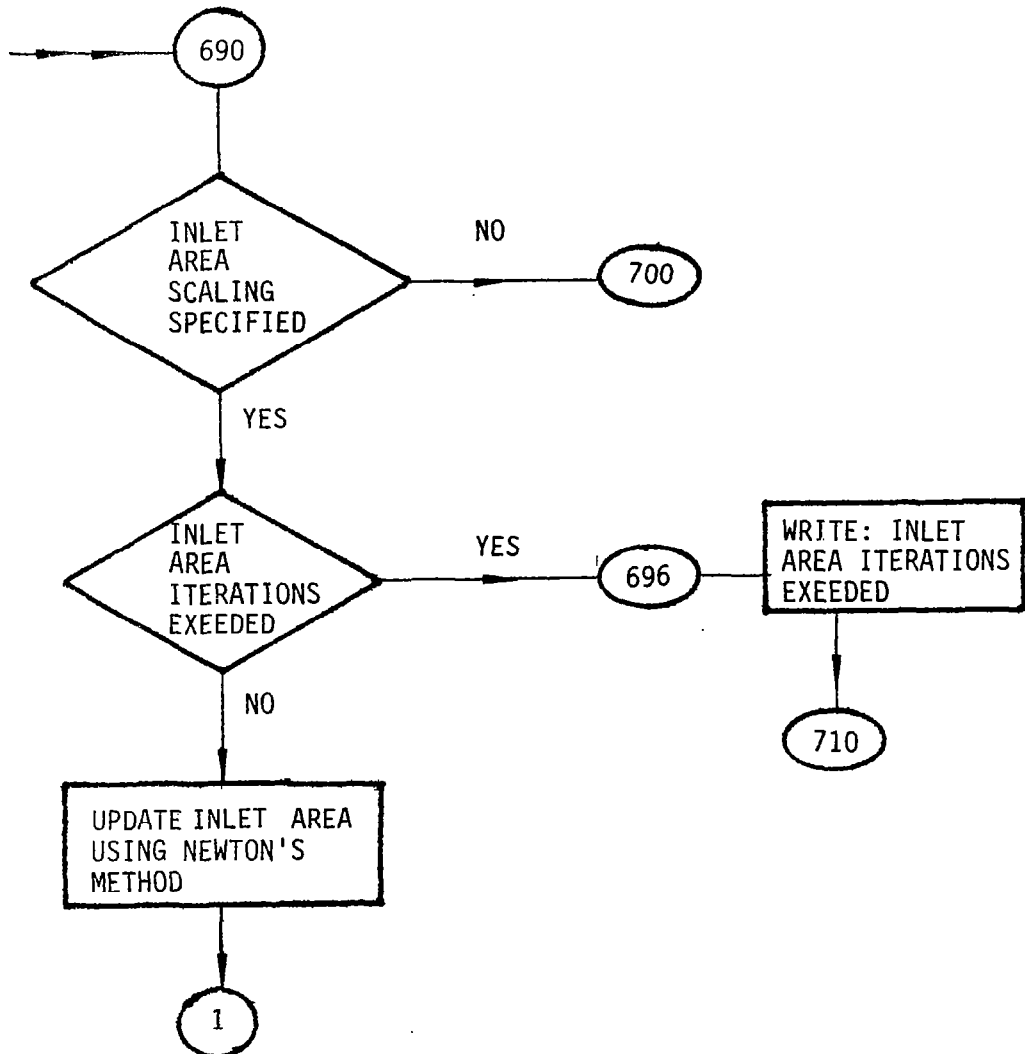 690
INLET
AREA
SCALING
SPECIFIED
NO
700
YES
INLET
AREA
ITERATIONS
EXEEDED
YES
696
WRITE: INLET
AREA ITERATIONS
EXEEDED
NO
710
UPDATE INLET AREA
USING NEWTON'S
METHOD
1